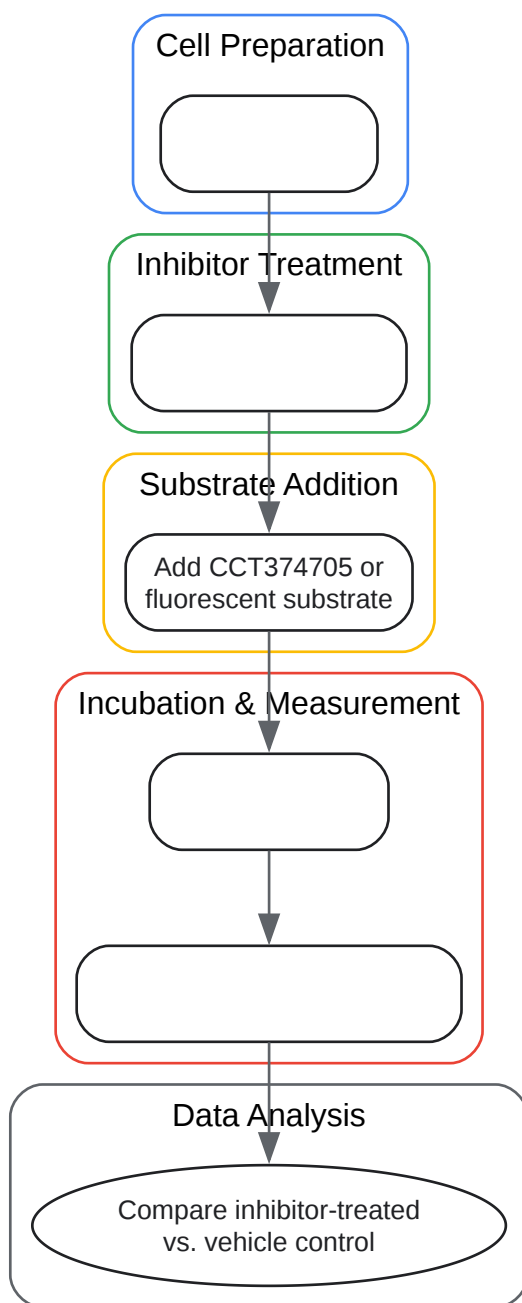 Cell Preparation
Inhibitor Treatment
Substrate Addition
Add CCT374705 or
fluorescent substrate
Incubation & Measurement
Data Analysis
Compare inhibitor-treated
vs. vehicle control